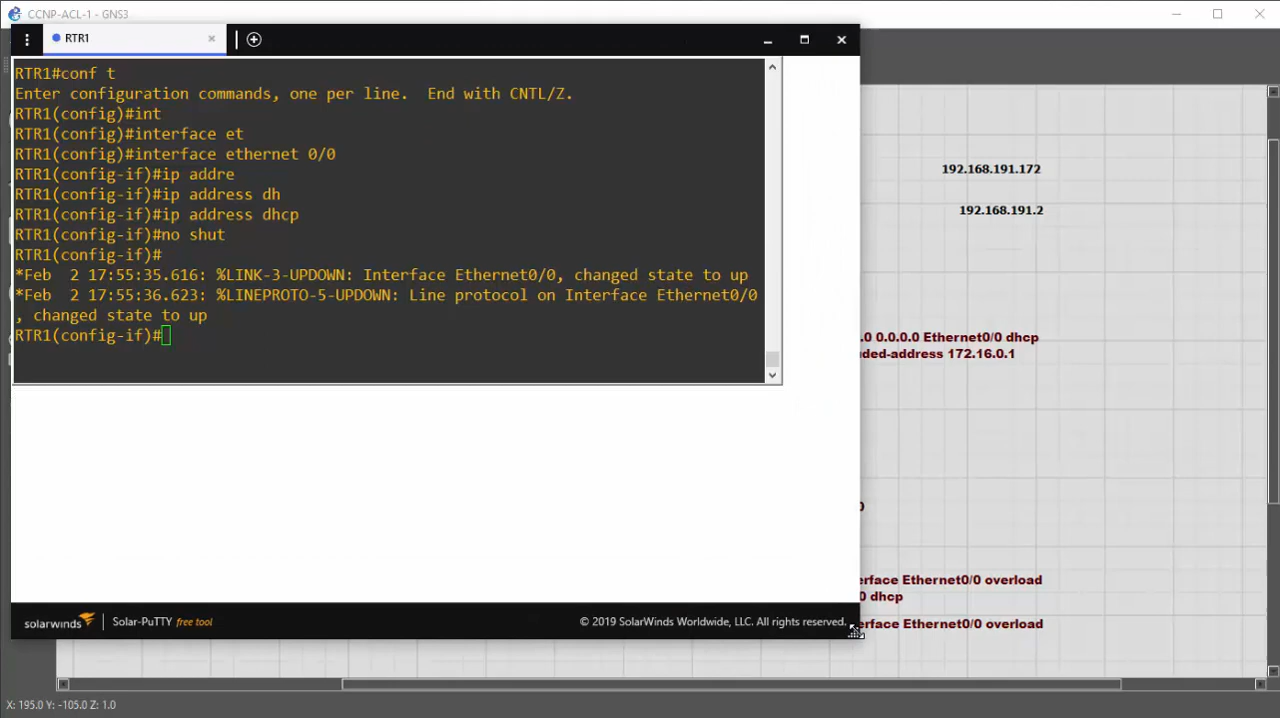 CCNP-ACL-1 - GNS3
RTR1
RTR1#conf t
Enter configuration commands, one per line.  End with CNTL/Z.
RTR1(config)#int
RTR1(config)#interface et
RTR1(config)#interface ethernet 0/0
RTR1(config-if)#ip addre
RTR1(config-if)#ip address dh
RTR1(config-if)#ip address dhcp
RTR1(config-if)#no shut
RTR1(config-if)#
*Feb  2 17:55:35.616: %LINK-3-UPDOWN: Interface Ethernet0/0, changed state to up
*Feb  2 17:55:36.623: %LINEPROTO-5-UPDOWN: Line protocol on Interface Ethernet0/0
, changed state to up
RTR1(config-if)#
192.168.191.172
192.168.191.2
.0 0.0.0.0 Ethernet0/0 dhcp
ded-address 172.16.0.1
0
erface Ethernet0/0 overload
0 dhcp
erface Ethernet0/0 overload
solarwinds
Solar-PuTTY free tool
© 2019 SolarWinds Worldwide, LLC. All rights reserved.
X: 195.0 Y: -105.0 Z: 1.0